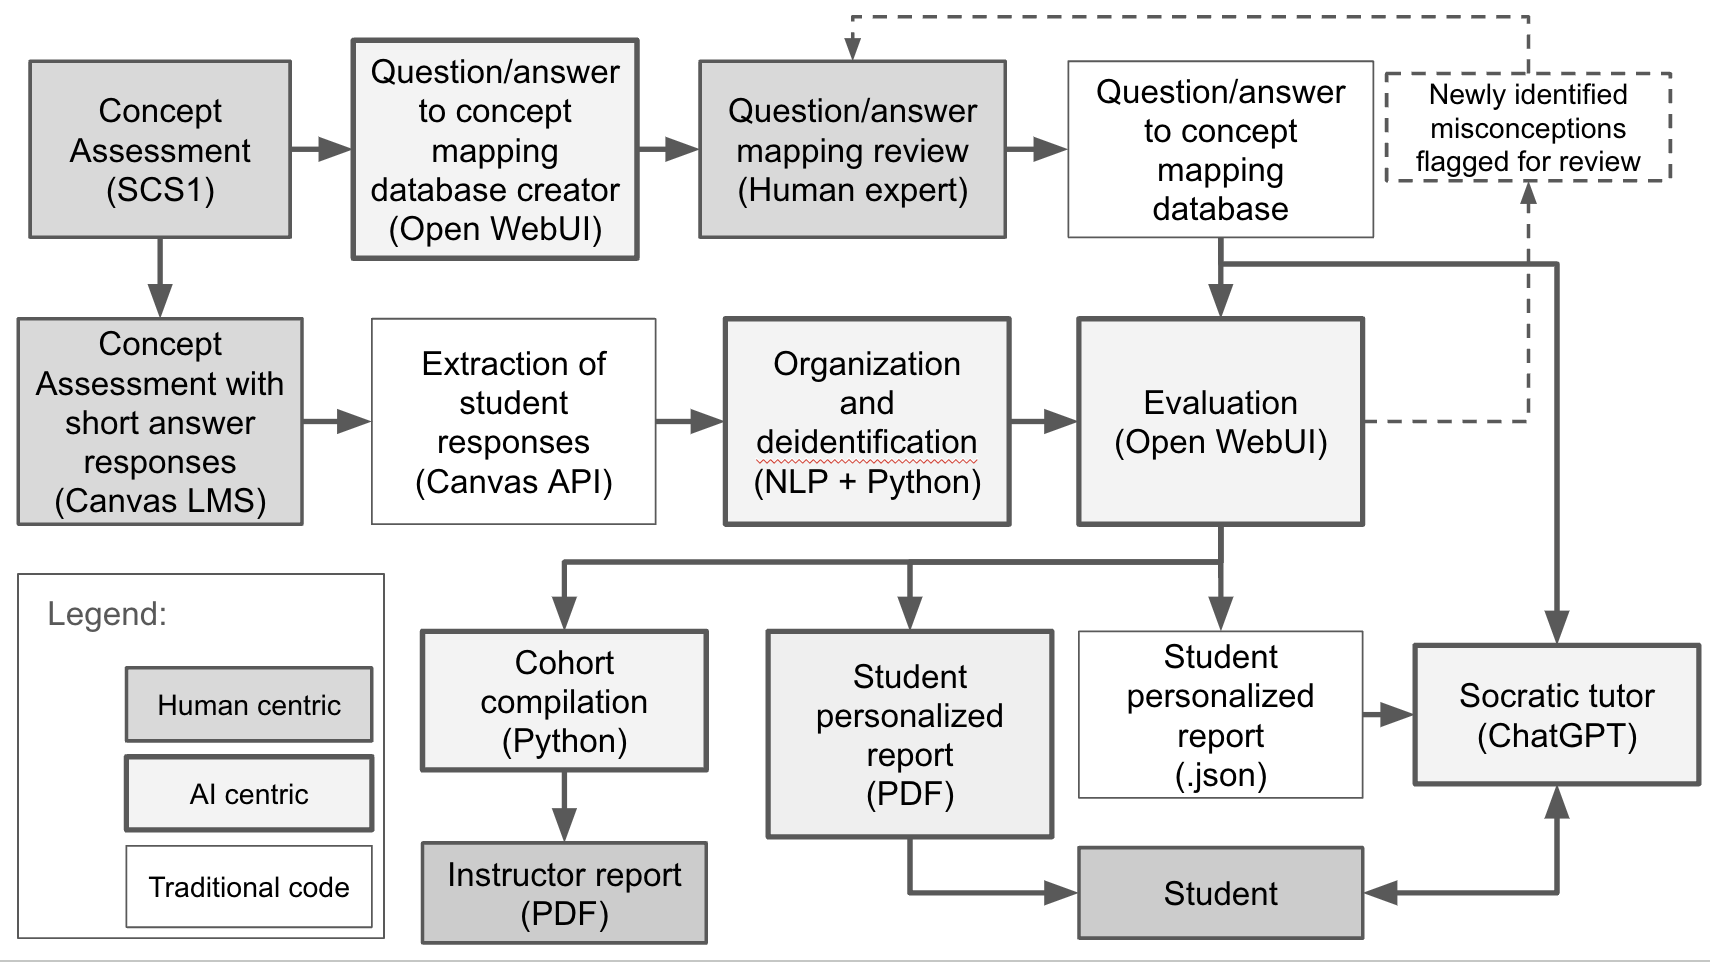 Concept
Assessment
(SCS1)
Question/answer
to concept
mapping
database creator
(Open WebUI)
Question/answer
mapping review
(Human expert)
Question/answer
to concept
mapping
database
Newly identified
misconceptions
flagged for review
Concept
Assessment with
short answer
responses
(Canvas LMS)
Extraction of
student
responses
(Canvas API)
Organization
and
deidentification
(NLP + Python)
Evaluation
(Open WebUI)
Legend:
Human centric
AI centric
Traditional code
Cohort
compilation
(Python)
Student
personalized
report
(PDF)
Student
personalized
report
(.json)
Socratic tutor
(ChatGPT)
Instructor report
(PDF)
Student